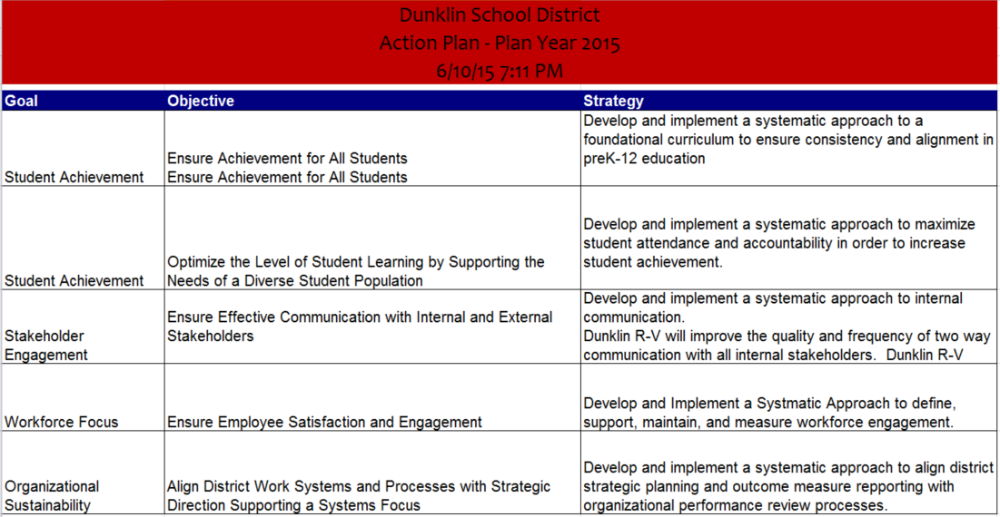 Dunklin School District
Action Plan - Plan Year 2015
6/10/15 7:11 PM
Goal Objective Strategy
Student Achievement
Ensure Achievement for All Students
Ensure Achievement for All Students
Develop and implement a systematic approach to a
foundational curriculum to ensure consistency and alignment in
preK-12 education
Student Achievement
Optimize the Level of Student Learning by Supporting the
Needs of a Diverse Student Population
Develop and implement a systematic approach to maximize
student attendance and accountability in order to increase
student achievement.
Stakeholder
Engagement
Ensure Effective Communication with Internal and External
Stakeholders
Develop and implement a systematic approach to internal
communication.
Dunklin R-V will improve the quality and frequency of two way
communication with all internal stakeholders.  Dunklin R-V
Workforce Focus
Ensure Employee Satisfaction and Engagement
Develop and Implement a Systmatic Approach to define,
support, maintain, and measure workforce engagement.
Organizational
Sustainability
Align District Work Systems and Processes with Strategic
Direction Supporting a Systems Focus
Develop and implement a systematic approach to align district
strategic planning and outcome measure repporting with
organizational performance review processes.